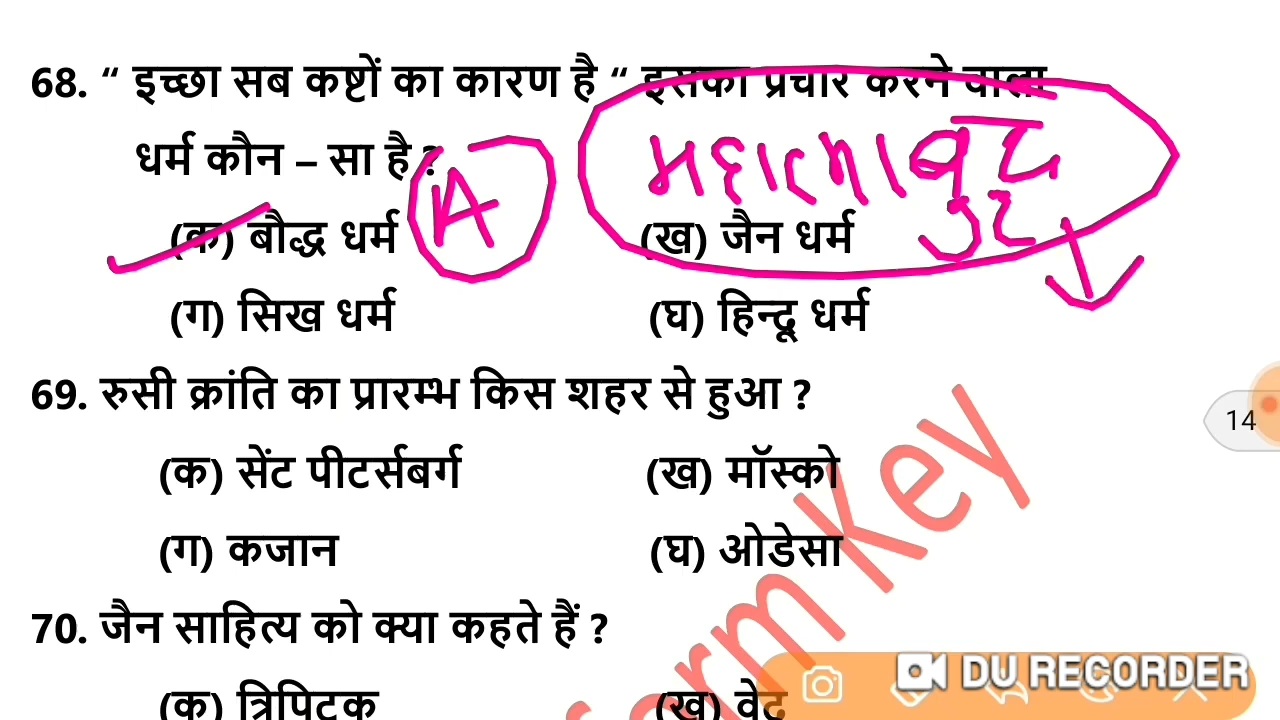 68. “ इच्छा सब कष्टों का कारण है “ इसका प्रचार करने वाला
धर्म कौन – सा है ?
A
महात्मा बुद्ध
(क) बौद्ध धर्म (ख) जैन धर्म
(ग) सिख धर्म (घ) हिन्दू धर्म
69. रुसी क्रांति का प्रारम्भ किस शहर से हुआ ?
(क) सेंट पीटर्सबर्ग (ख) मॉस्को
14
(ग) कजान (घ) ओडेसा
70. जैन साहित्य को क्या कहते हैं ?
(क) त्रिपिटक (ख) वेद
Key
DU RECORDER